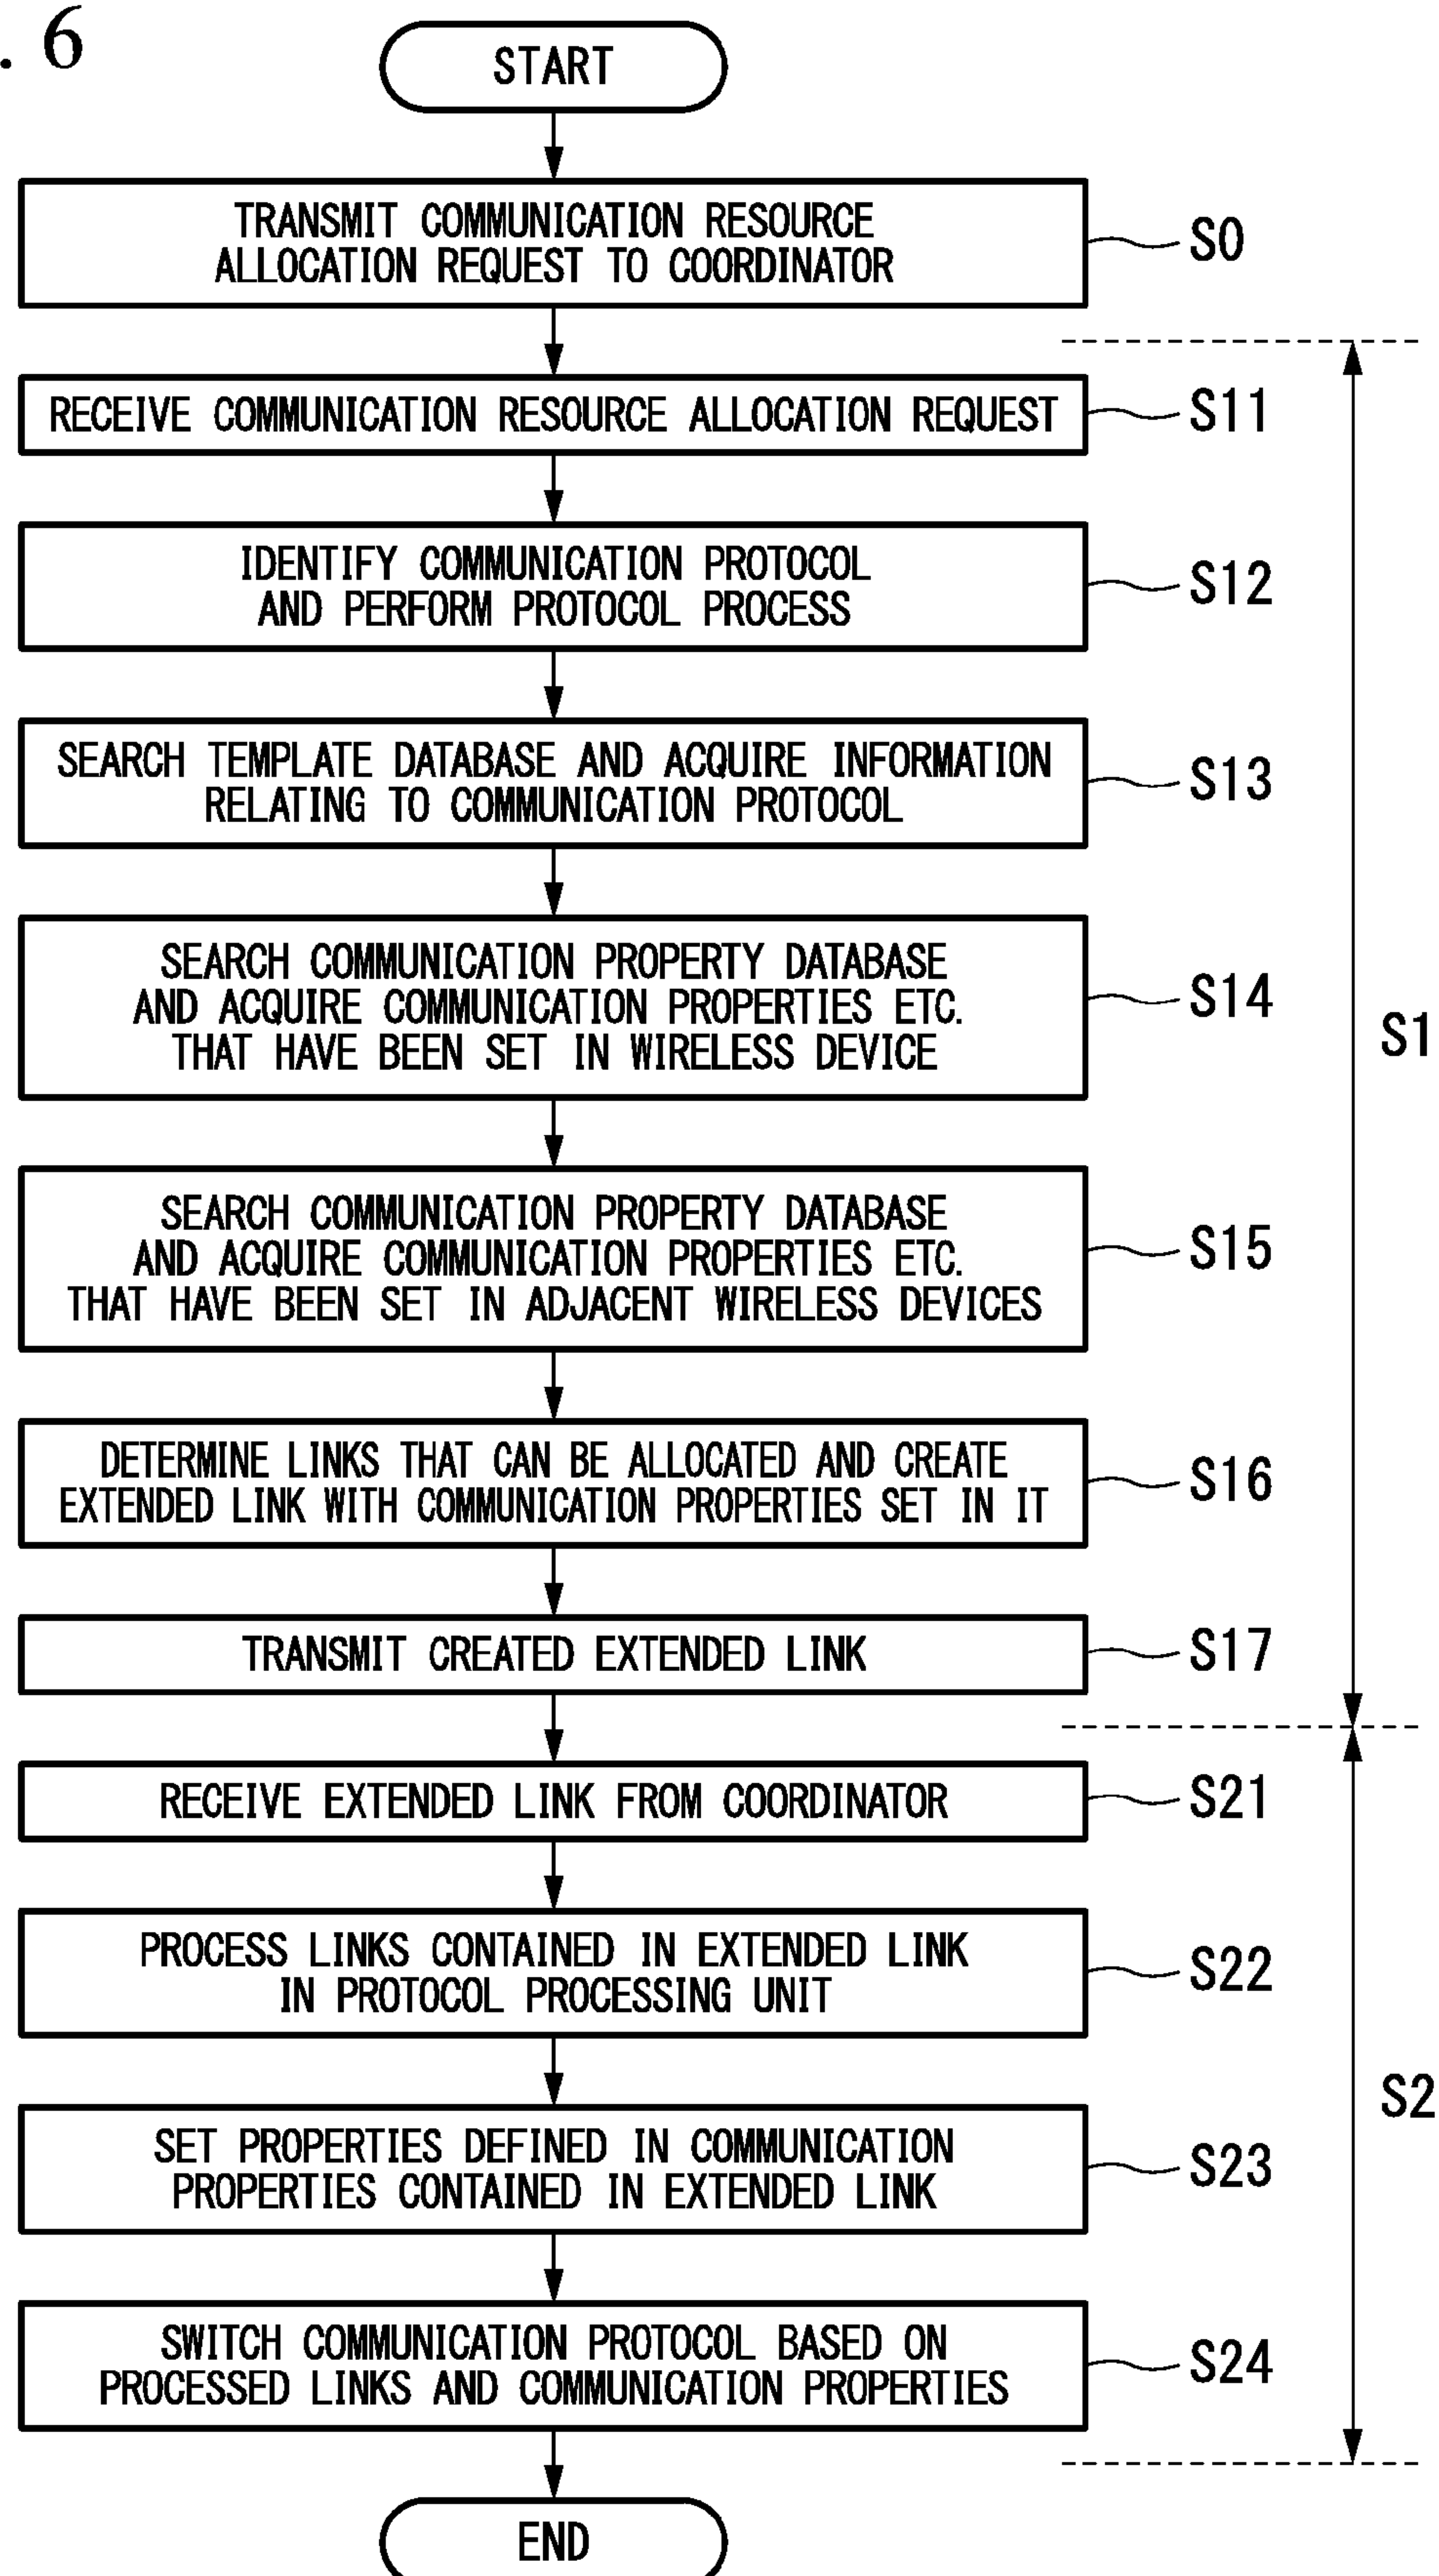 . 6
START
TRANSMIT COMMUNICATION RESOURCE
ALLOCATION REQUEST TO COORDINATOR
S0
RECEIVE COMMUNICATION RESOURCE ALLOCATION REQUEST
S11
IDENTIFY COMMUNICATION PROTOCOL
AND PERFORM PROTOCOL PROCESS
S12
SEARCH TEMPLATE DATABASE AND ACQUIRE INFORMATION
RELATING TO COMMUNICATION PROTOCOL
S13
SEARCH COMMUNICATION PROPERTY DATABASE
AND ACQUIRE COMMUNICATION PROPERTIES ETC.
THAT HAVE BEEN SET IN WIRELESS DEVICE
S14
S1
SEARCH COMMUNICATION PROPERTY DATABASE
AND ACQUIRE COMMUNICATION PROPERTIES ETC.
THAT HAVE BEEN SET IN ADJACENT WIRELESS DEVICES
S15
DETERMINE LINKS THAT CAN BE ALLOCATED AND CREATE
EXTENDED LINK WITH COMMUNICATION PROPERTIES SET IN IT
S16
TRANSMIT CREATED EXTENDED LINK
S17
RECEIVE EXTENDED LINK FROM COORDINATOR
S21
PROCESS LINKS CONTAINED IN EXTENDED LINK
IN PROTOCOL PROCESSING UNIT
S22
S2
SET PROPERTIES DEFINED IN COMMUNICATION
PROPERTIES CONTAINED IN EXTENDED LINK
S23
SWITCH COMMUNICATION PROTOCOL BASED ON
PROCESSED LINKS AND COMMUNICATION PROPERTIES
S24
END